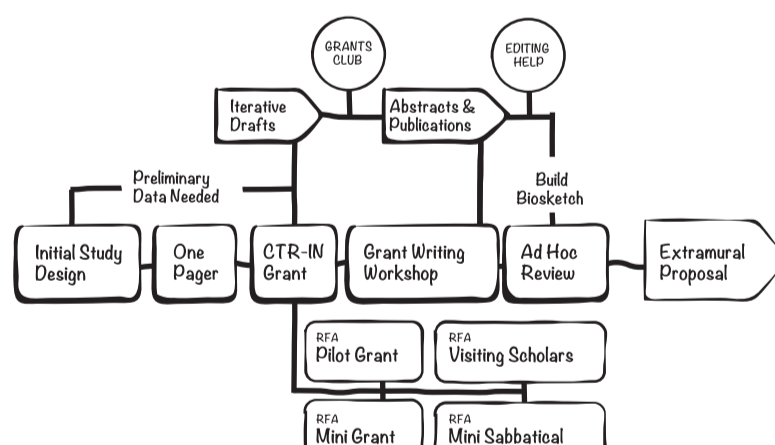 GRANTS
CLUB
EDITING
HELP
Iterative
Drafts
Abstracts &
Publications
Preliminary
Data Needed
Build
Biosketch
Initial Study
Design
One
Pager
CTR-IN
Grant
Grant Writing
Workshop
Ad Hoc
Review
Extramural
Proposal
RFA
Pilot Grant
RFA
Visiting Scholars
RFA
Mini Grant
RFA
Mini Sabbatical